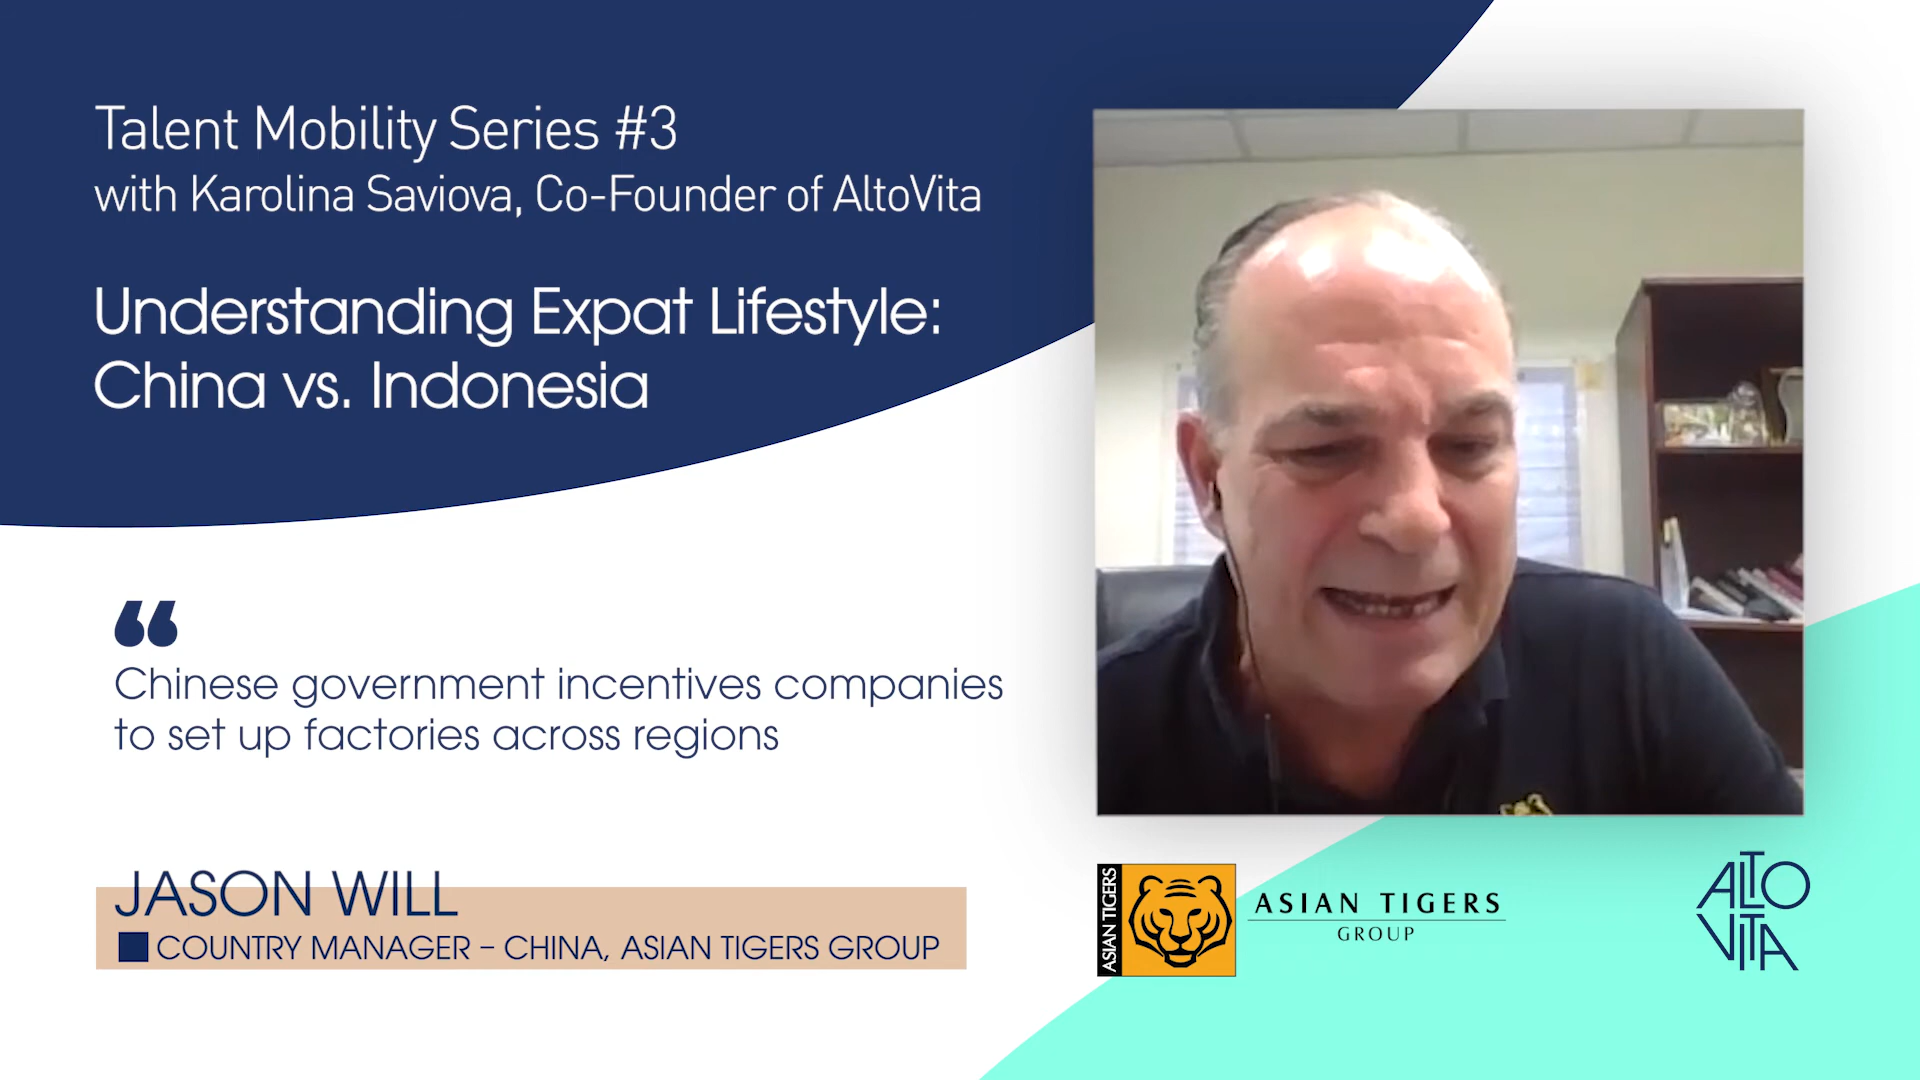 Talent Mobility Series #3
with Karolina Saviova, Co-Founder of AltoVita
Understanding Expat Lifestyle:
China vs. Indonesia
“
Chinese government incentives companies
to set up factories across regions
JASON WILL
COUNTRY MANAGER – CHINA, ASIAN TIGERS GROUP
ASIAN TIGERS
ASIAN TIGERS
GROUP
ALTO
VITA